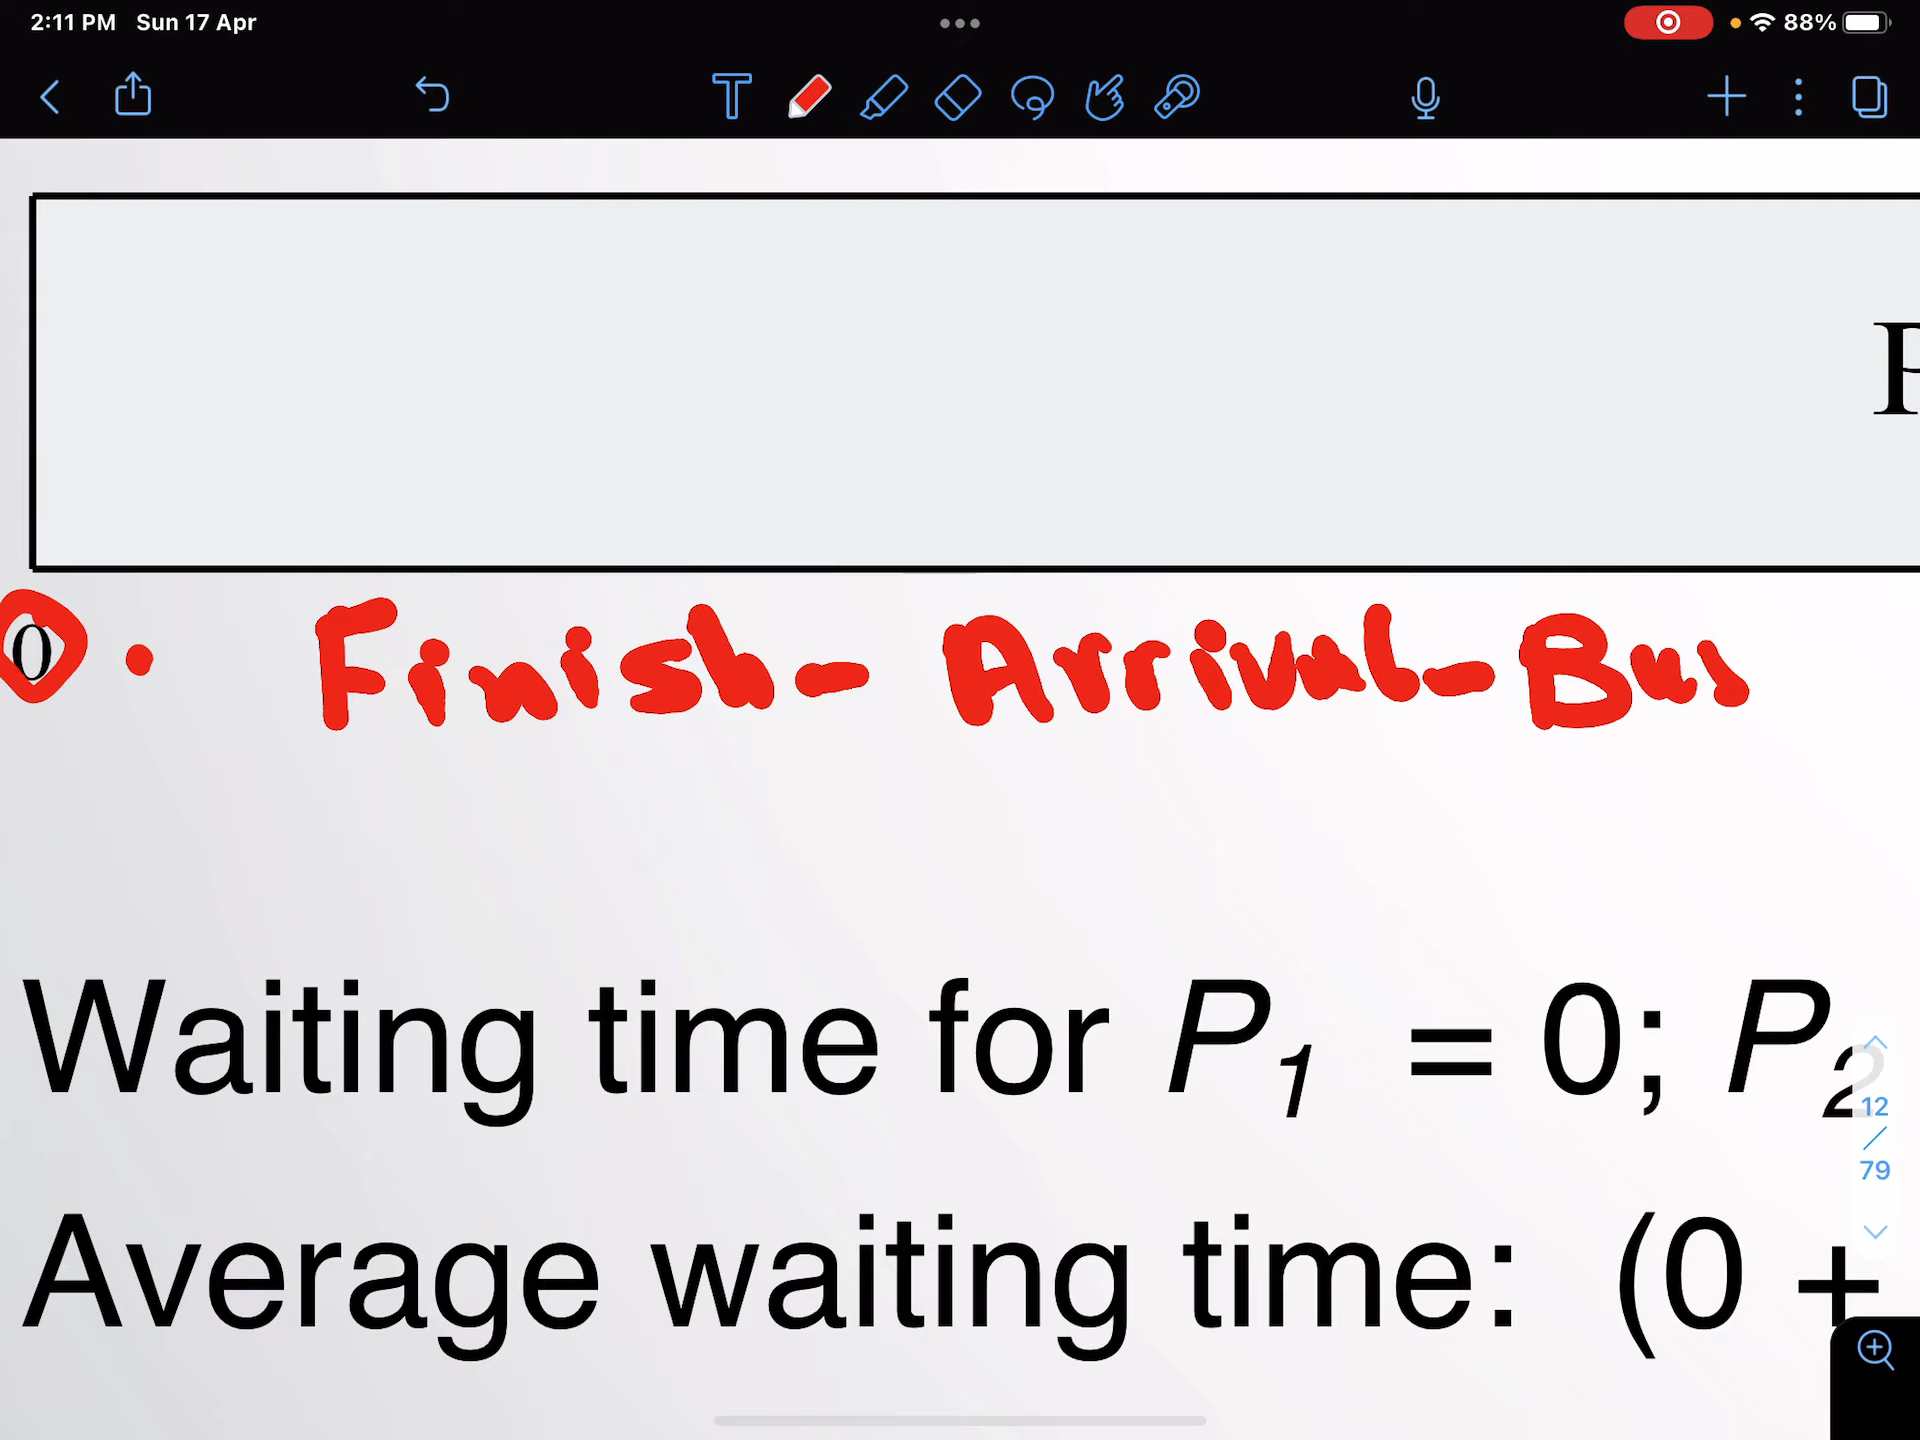 2:11 PM Sun 17 Apr
88%
T
0 . Finish - Arrival - Bus
Waiting time for P1 = 0; P2
12
/
79
Average waiting time: (0 +